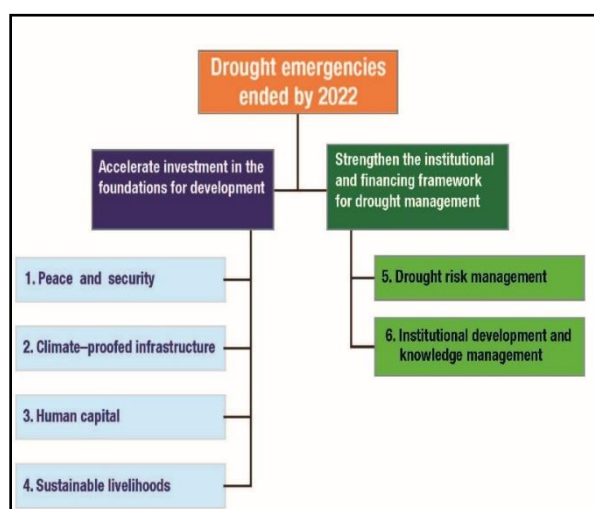 Drought emergencies
ended by 2022
Accelerate investment in the
foundations for development
Strengthen the institutional
and financing framework
for drought management
1. Peace and security
2. Climate–proofed infrastructure
3. Human capital
4. Sustainable livelihoods
5. Drought risk management
6. Institutional development and
knowledge management